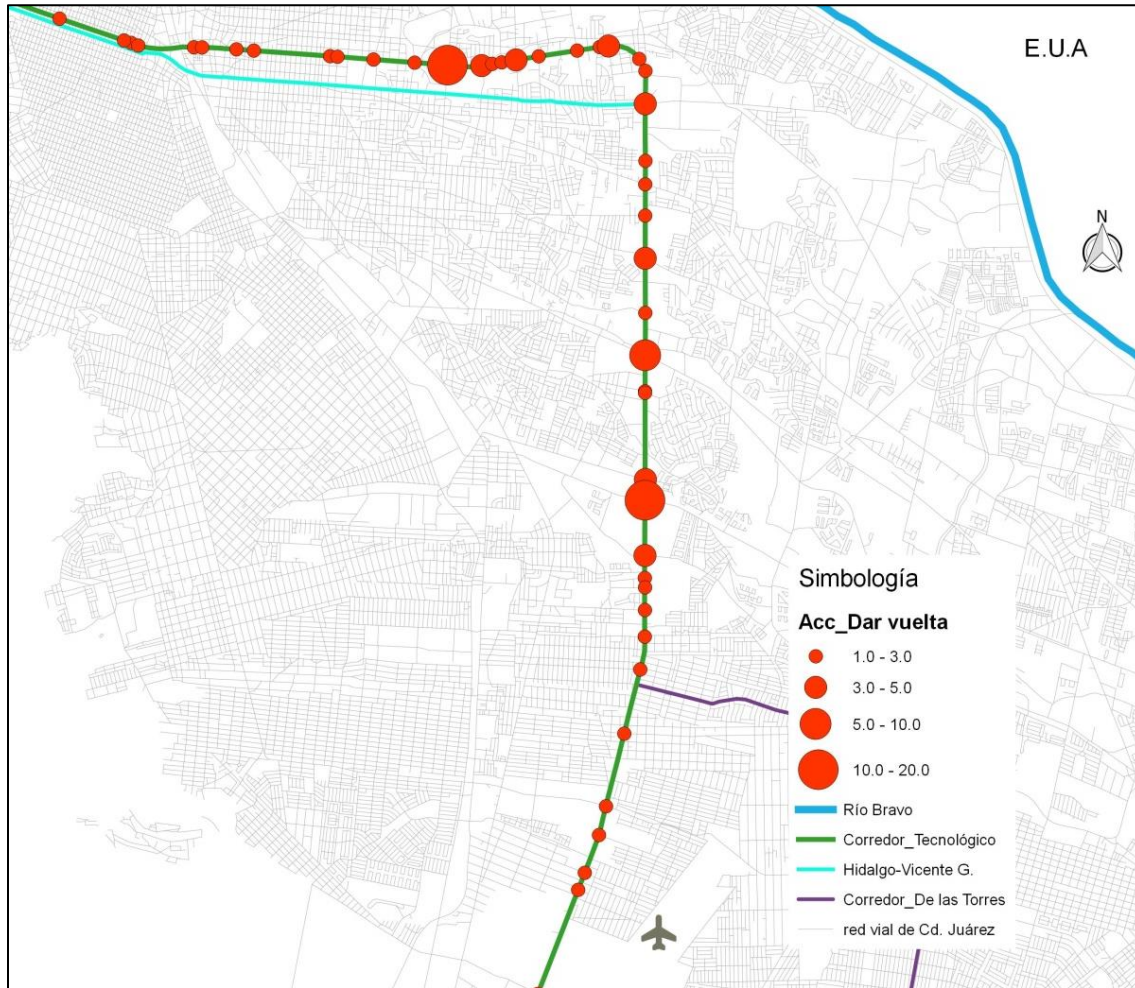 E.U.A
N
Simbología
Acc_Dar vuelta
1.0 - 3.0
3.0 - 5.0
5.0 - 10.0
10.0 - 20.0
Río Bravo
Corredor_Tecnológico
Hidalgo-Vicente G.
Corredor_De las Torres
red vial de Cd. Juárez